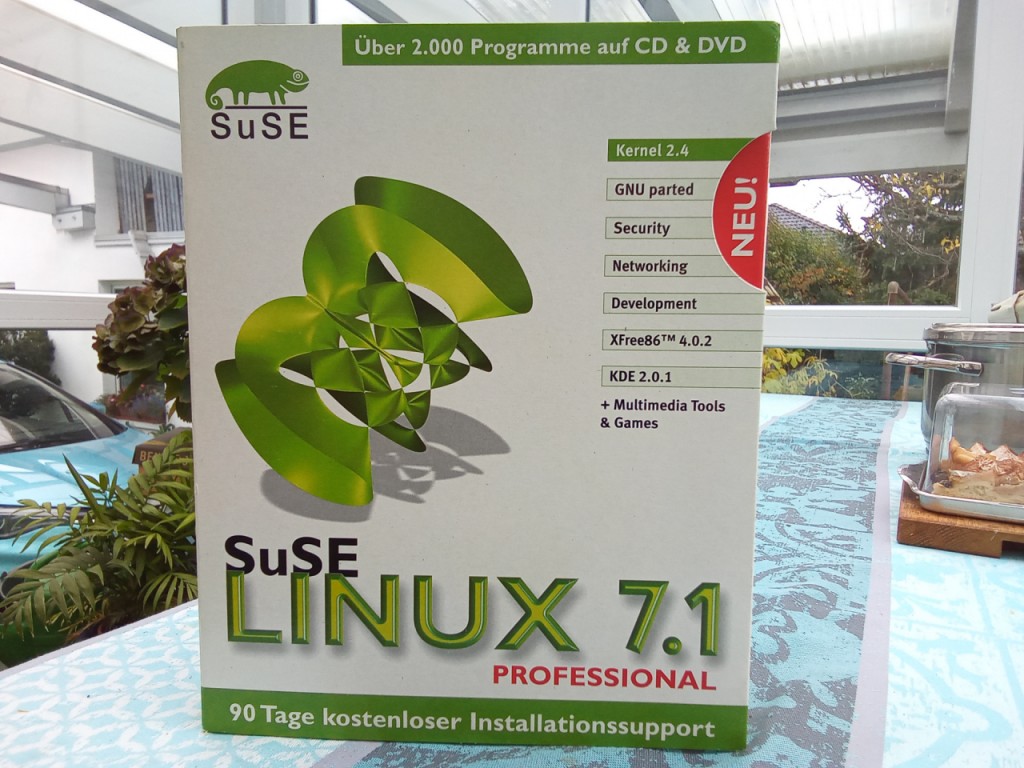 Über 2.000 Programme auf CD & DVD
SuSE
Kernel 2.4
GNU parted
Security
Networking
Development
XFree86™ 4.0.2
KDE 2.0.1
+ Multimedia Tools
& Games
NEU!
SuSE
LINUX 7.1
PROFESSIONAL
90 Tage kostenloser Installationssupport